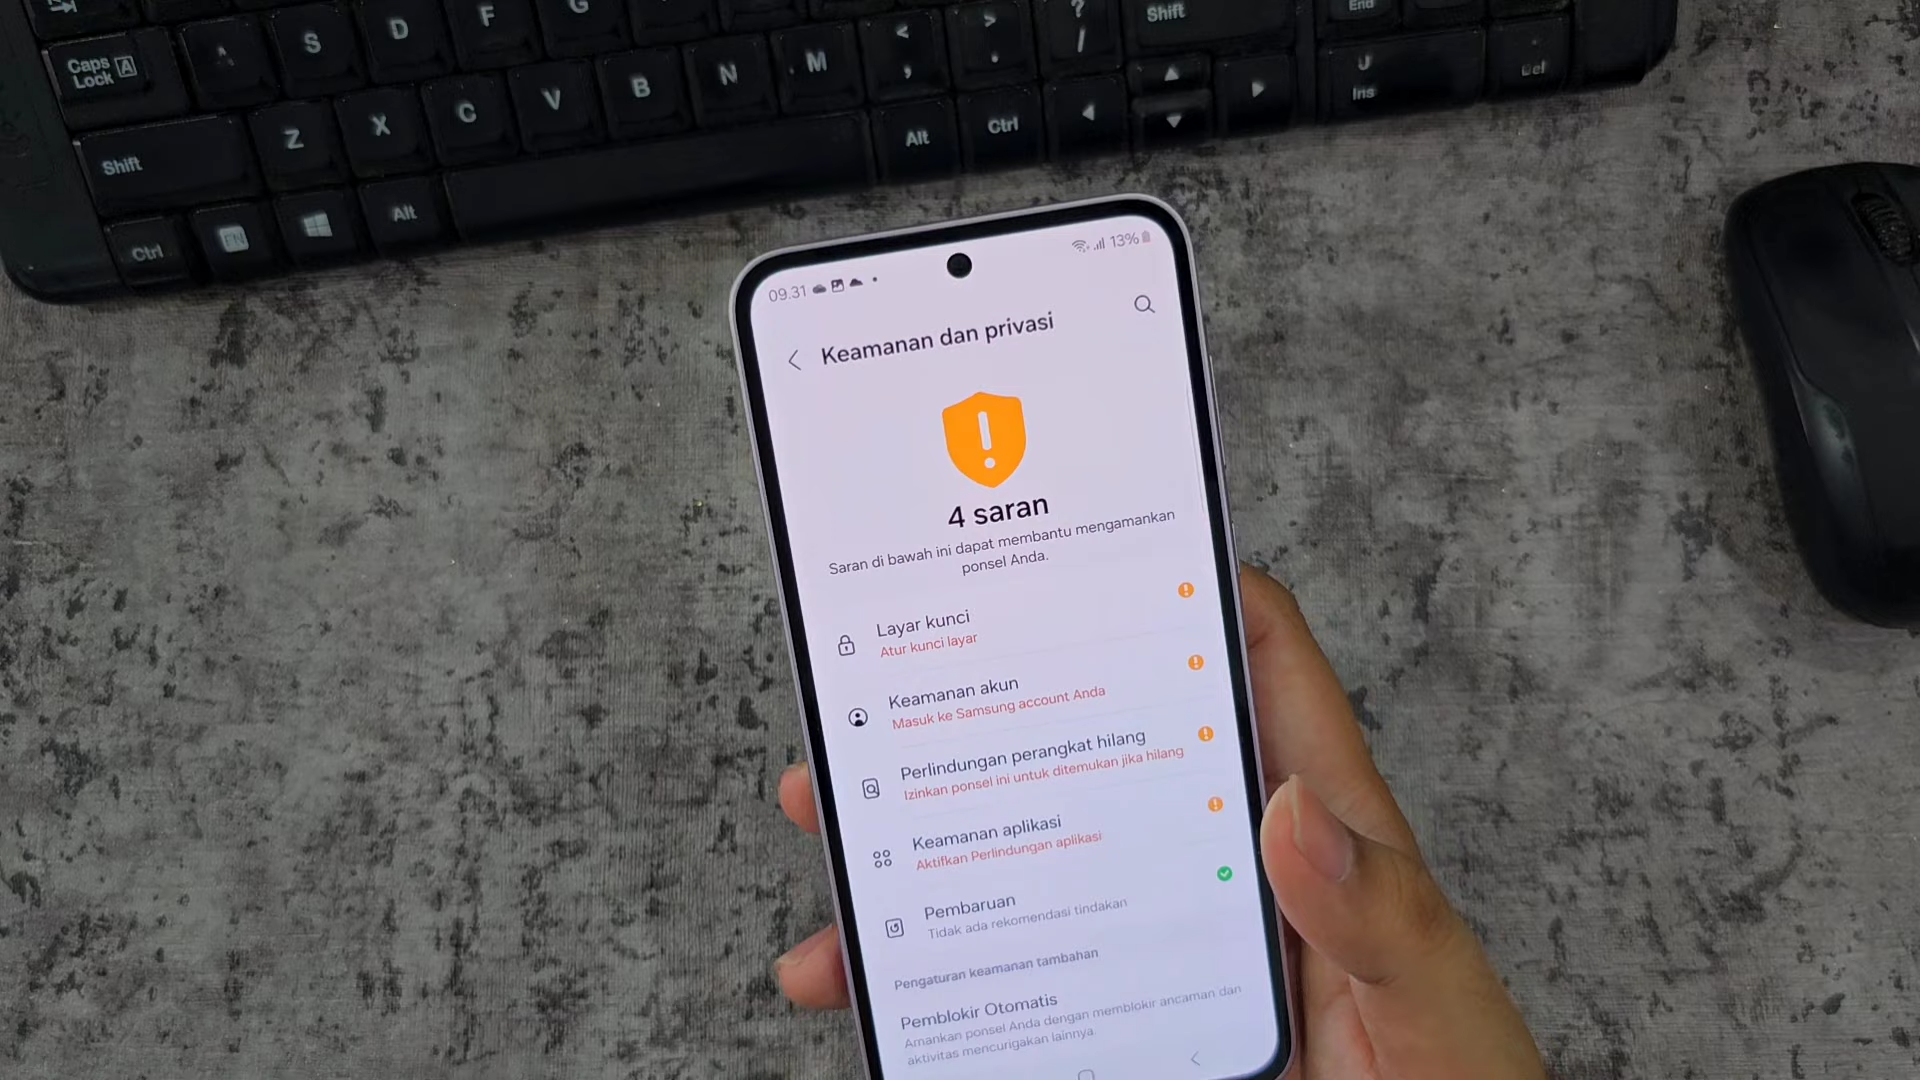 S D F G
Caps Lock A A
Z X C V B N M < , > . ? / Shift End
Shift Alt Ctrl Ins Del
Ctrl FN Alt
09.31 13%
Keamanan dan privasi
4 saran
Saran di bawah ini dapat membantu mengamankan
ponsel Anda.
Layar kunci
Atur kunci layar
Keamanan akun
Masuk ke Samsung account Anda
Perlindungan perangkat hilang
Izinkan ponsel ini untuk ditemukan jika hilang
Keamanan aplikasi
Aktifkan Perlindungan aplikasi
Pembaruan
Tidak ada rekomendasi tindakan
Pengaturan keamanan tambahan
Pemblokir Otomatis
Amankan ponsel Anda dengan memblokir ancaman dan
aktivitas mencurigakan lainnya.